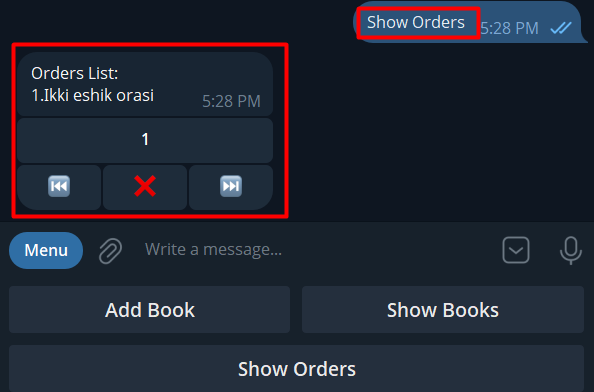 Show Orders
5:28 PM
Orders List:
1.Ikki eshik orasi
5:28 PM
1
Menu
Write a message...
Add Book
Show Books
Show Orders